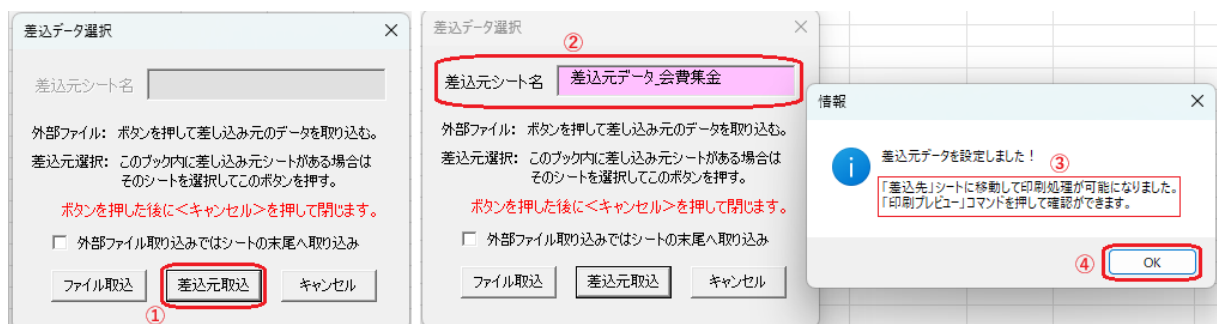 差込データ選択
差込元シート名
外部ファイル： ボタンを押して差し込み元のデータを取り込む。
差込元選択： このブック内に差し込み元シートがある場合は
そのシートを選択してこのボタンを押す。
ボタンを押した後に＜キャンセル＞を押して閉じます。
外部ファイル取り込みではシートの末尾へ取り込み
ファイル取込 差込元取込 キャンセル
①
差込データ選択
②
差込元シート名 差込元データ_会費集金
外部ファイル： ボタンを押して差し込み元のデータを取り込む。
差込元選択： このブック内に差し込み元シートがある場合は
そのシートを選択してこのボタンを押す。
ボタンを押した後に＜キャンセル＞を押して閉じます。
外部ファイル取り込みではシートの末尾へ取り込み
ファイル取込 差込元取込 キャンセル
情報
差込元データを設定しました！
③
「差込先」シートに移動して印刷処理が可能になりました。
「印刷プレビュー」コマンドを押して確認ができます。
④ OK